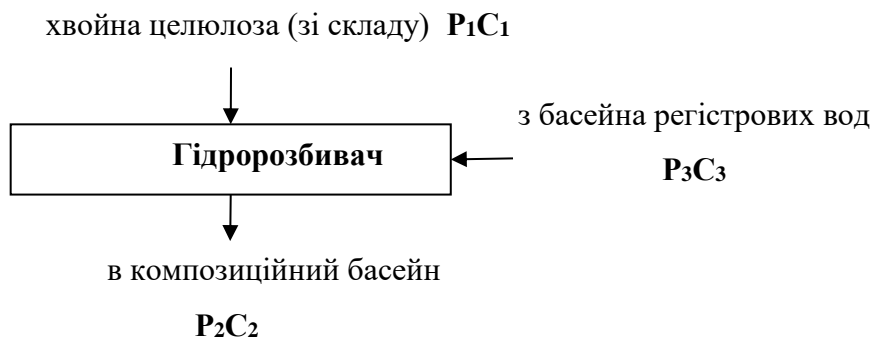 хвойна целюлоза (зі складу) P₁C₁
з басейна регістрових вод
Гідророзбивач
P₃C₃
в композиційний басейн
P₂C₂